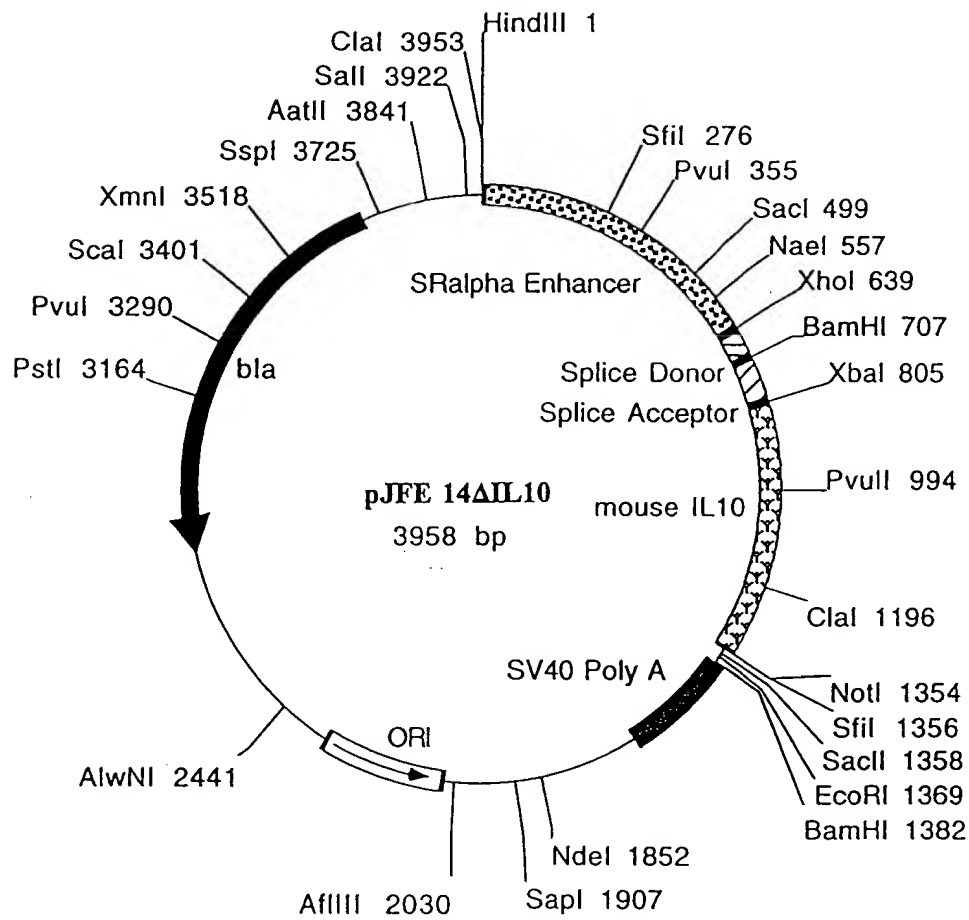 HindIII 1
ClaI 3953
SalI 3922
AatII 3841
SspI 3725
XmnI 3518
ScaI 3401
PvuI 3290
PstI 3164
bla
SfiI 276
PvuI 355
SacI 499
NaeI 557
XhoI 639
BamHI 707
XbaI 805
SRalpha Enhancer
Splice Donor
Splice Acceptor
pJFE 14ΔIL10
3958 bp
mouse IL10
PvuII 994
ClaI 1196
SV40 Poly A
NotI 1354
SfiI 1356
SacII 1358
EcoRI 1369
BamHI 1382
ORI
AlwNI 2441
NdeI 1852
SapI 1907
AflIII 2030